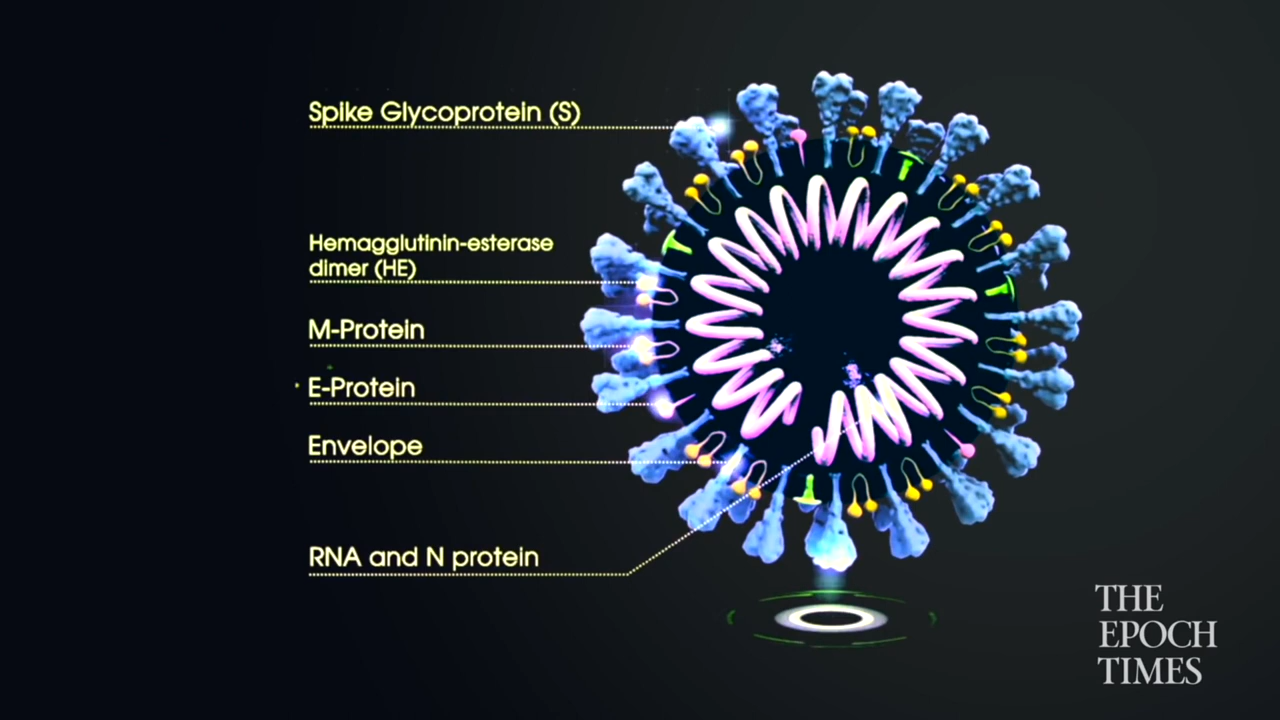 Spike Glycoprotein (S)
Hemagglutinin-esterase
dimer (HE)
M-Protein
E-Protein
Envelope
RNA and N protein
THE
EPOCH
TIMES